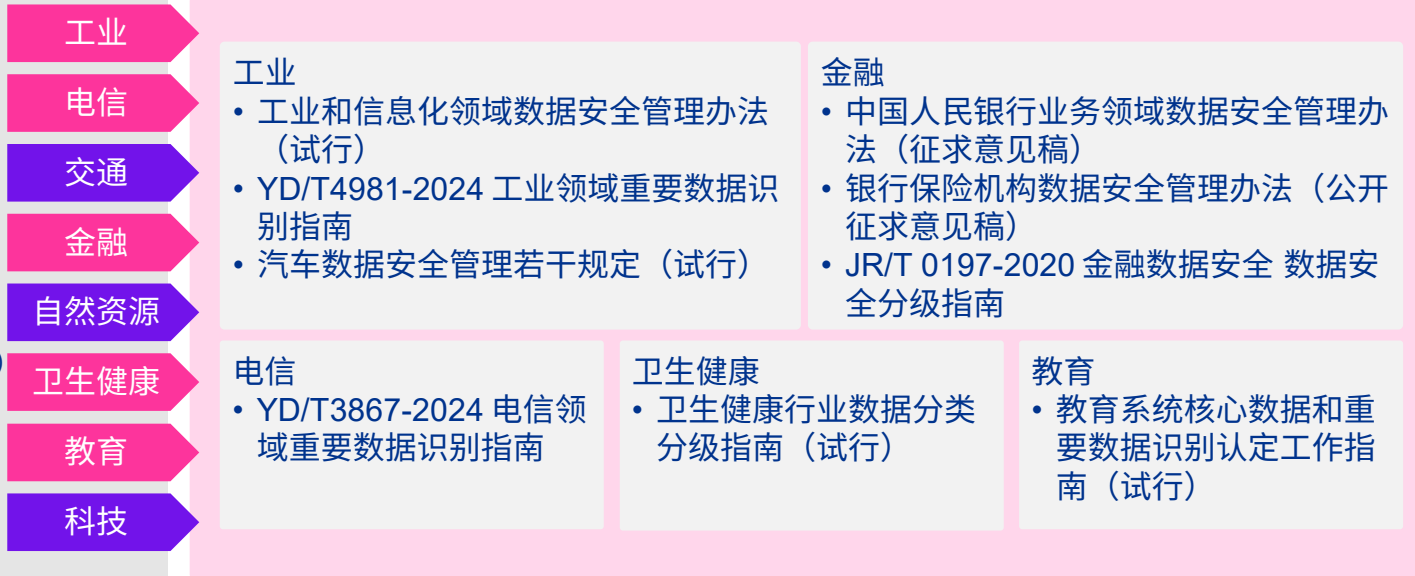 工业
电信
交通
金融
自然资源
）
卫生健康
教育
科技
工业
• 工业和信息化领域数据安全管理办法
（试行）
• YD/T4981-2024 工业领域重要数据识
别指南
• 汽车数据安全管理若干规定（试行）
金融
• 中国人民银行业务领域数据安全管理办
法（征求意见稿）
• 银行保险机构数据安全管理办法（公开
征求意见稿）
• JR/T 0197-2020 金融数据安全 数据安
全分级指南
电信
• YD/T3867-2024 电信领
域重要数据识别指南
卫生健康
• 卫生健康行业数据分类
分级指南（试行）
教育
• 教育系统核心数据和重
要数据识别认定工作指
南（试行）